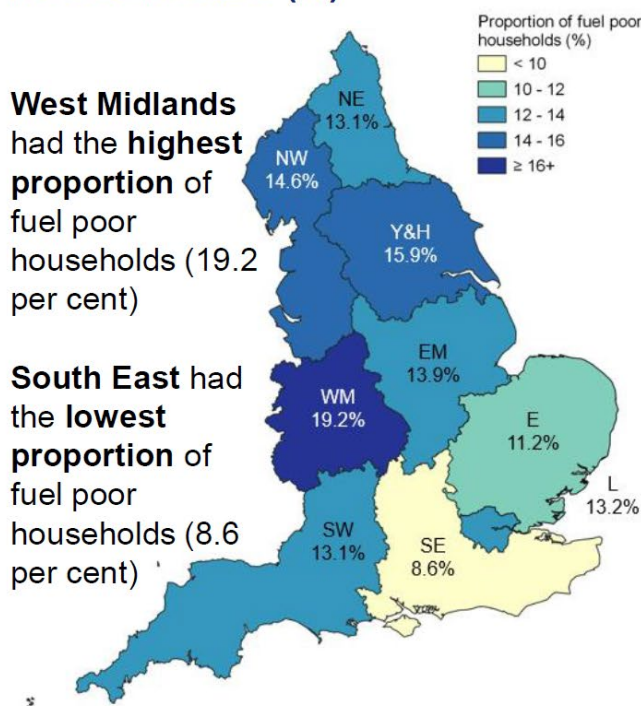 Proportion of fuel poor
households (%)
< 10
10 - 12
12 - 14
14 - 16
≥ 16+
West Midlands
had the highest
proportion of
fuel poor
households (19.2
per cent)
South East had
the lowest
proportion of
fuel poor
households (8.6
per cent)
NE
13.1%
NW
14.6%
Y&H
15.9%
EM
13.9%
WM
19.2%
E
11.2%
L
13.2%
SW
13.1%
SE
8.6%